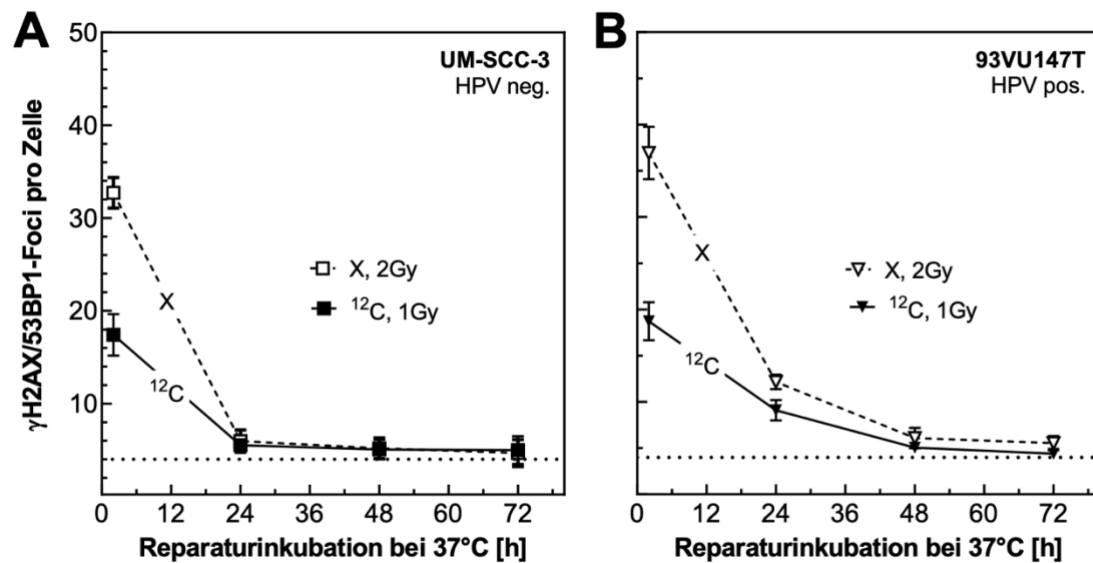 A
B
γH2AX/53BP1-Foci pro Zelle
50
40
30
20
10
UM-SCC-3
HPV neg.
X
X, 2Gy
¹²C, 1Gy
¹²C
0 12 24 36 48 60 72
Reparaturinkubation bei 37°C [h]
93VU147T
HPV pos.
X
X, 2Gy
¹²C, 1Gy
¹²C
0 12 24 36 48 60 72
Reparaturinkubation bei 37°C [h]